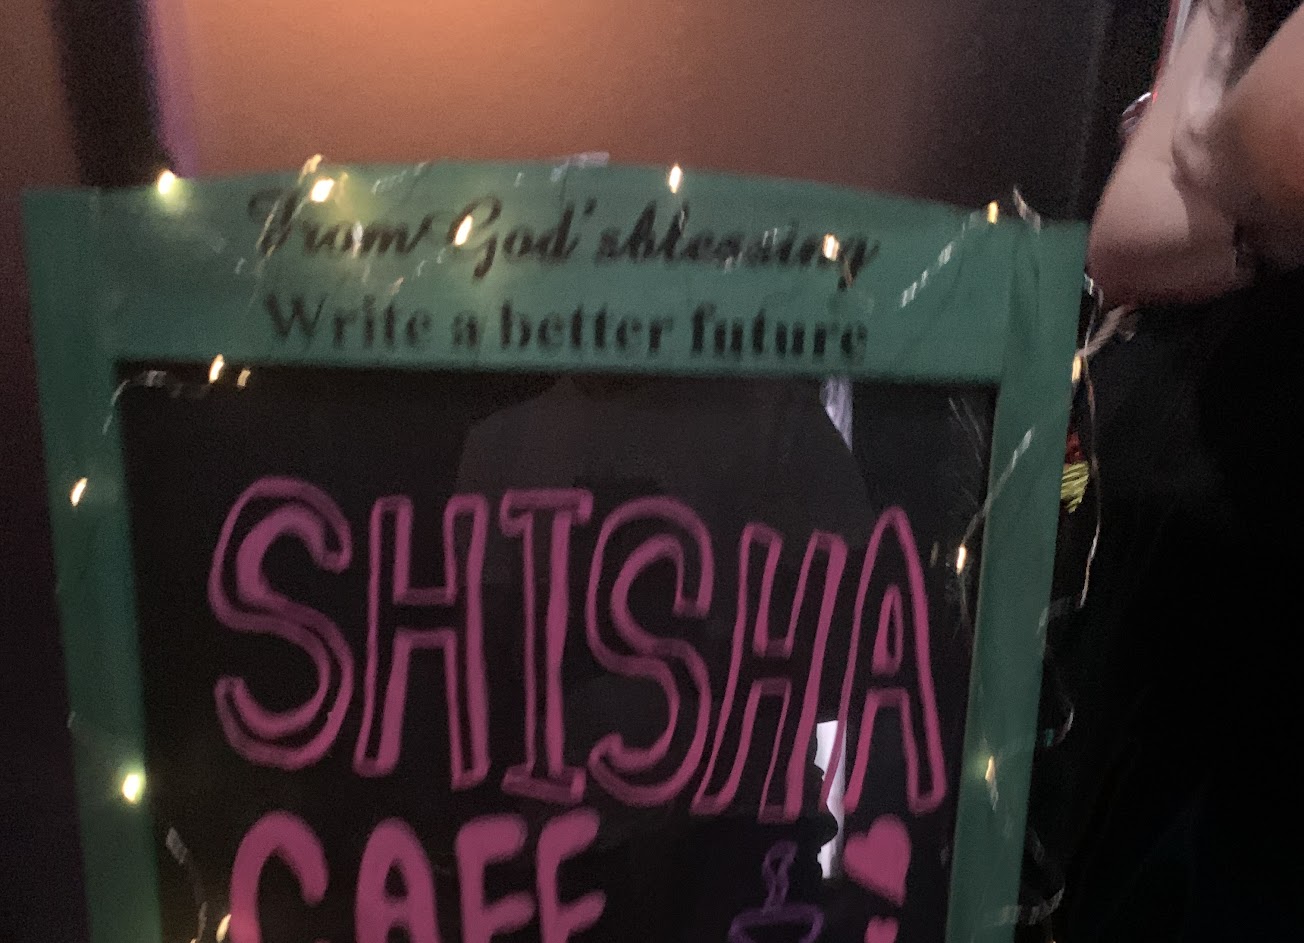 From God'sblessing
Write a better future
SHISHA
CAFE